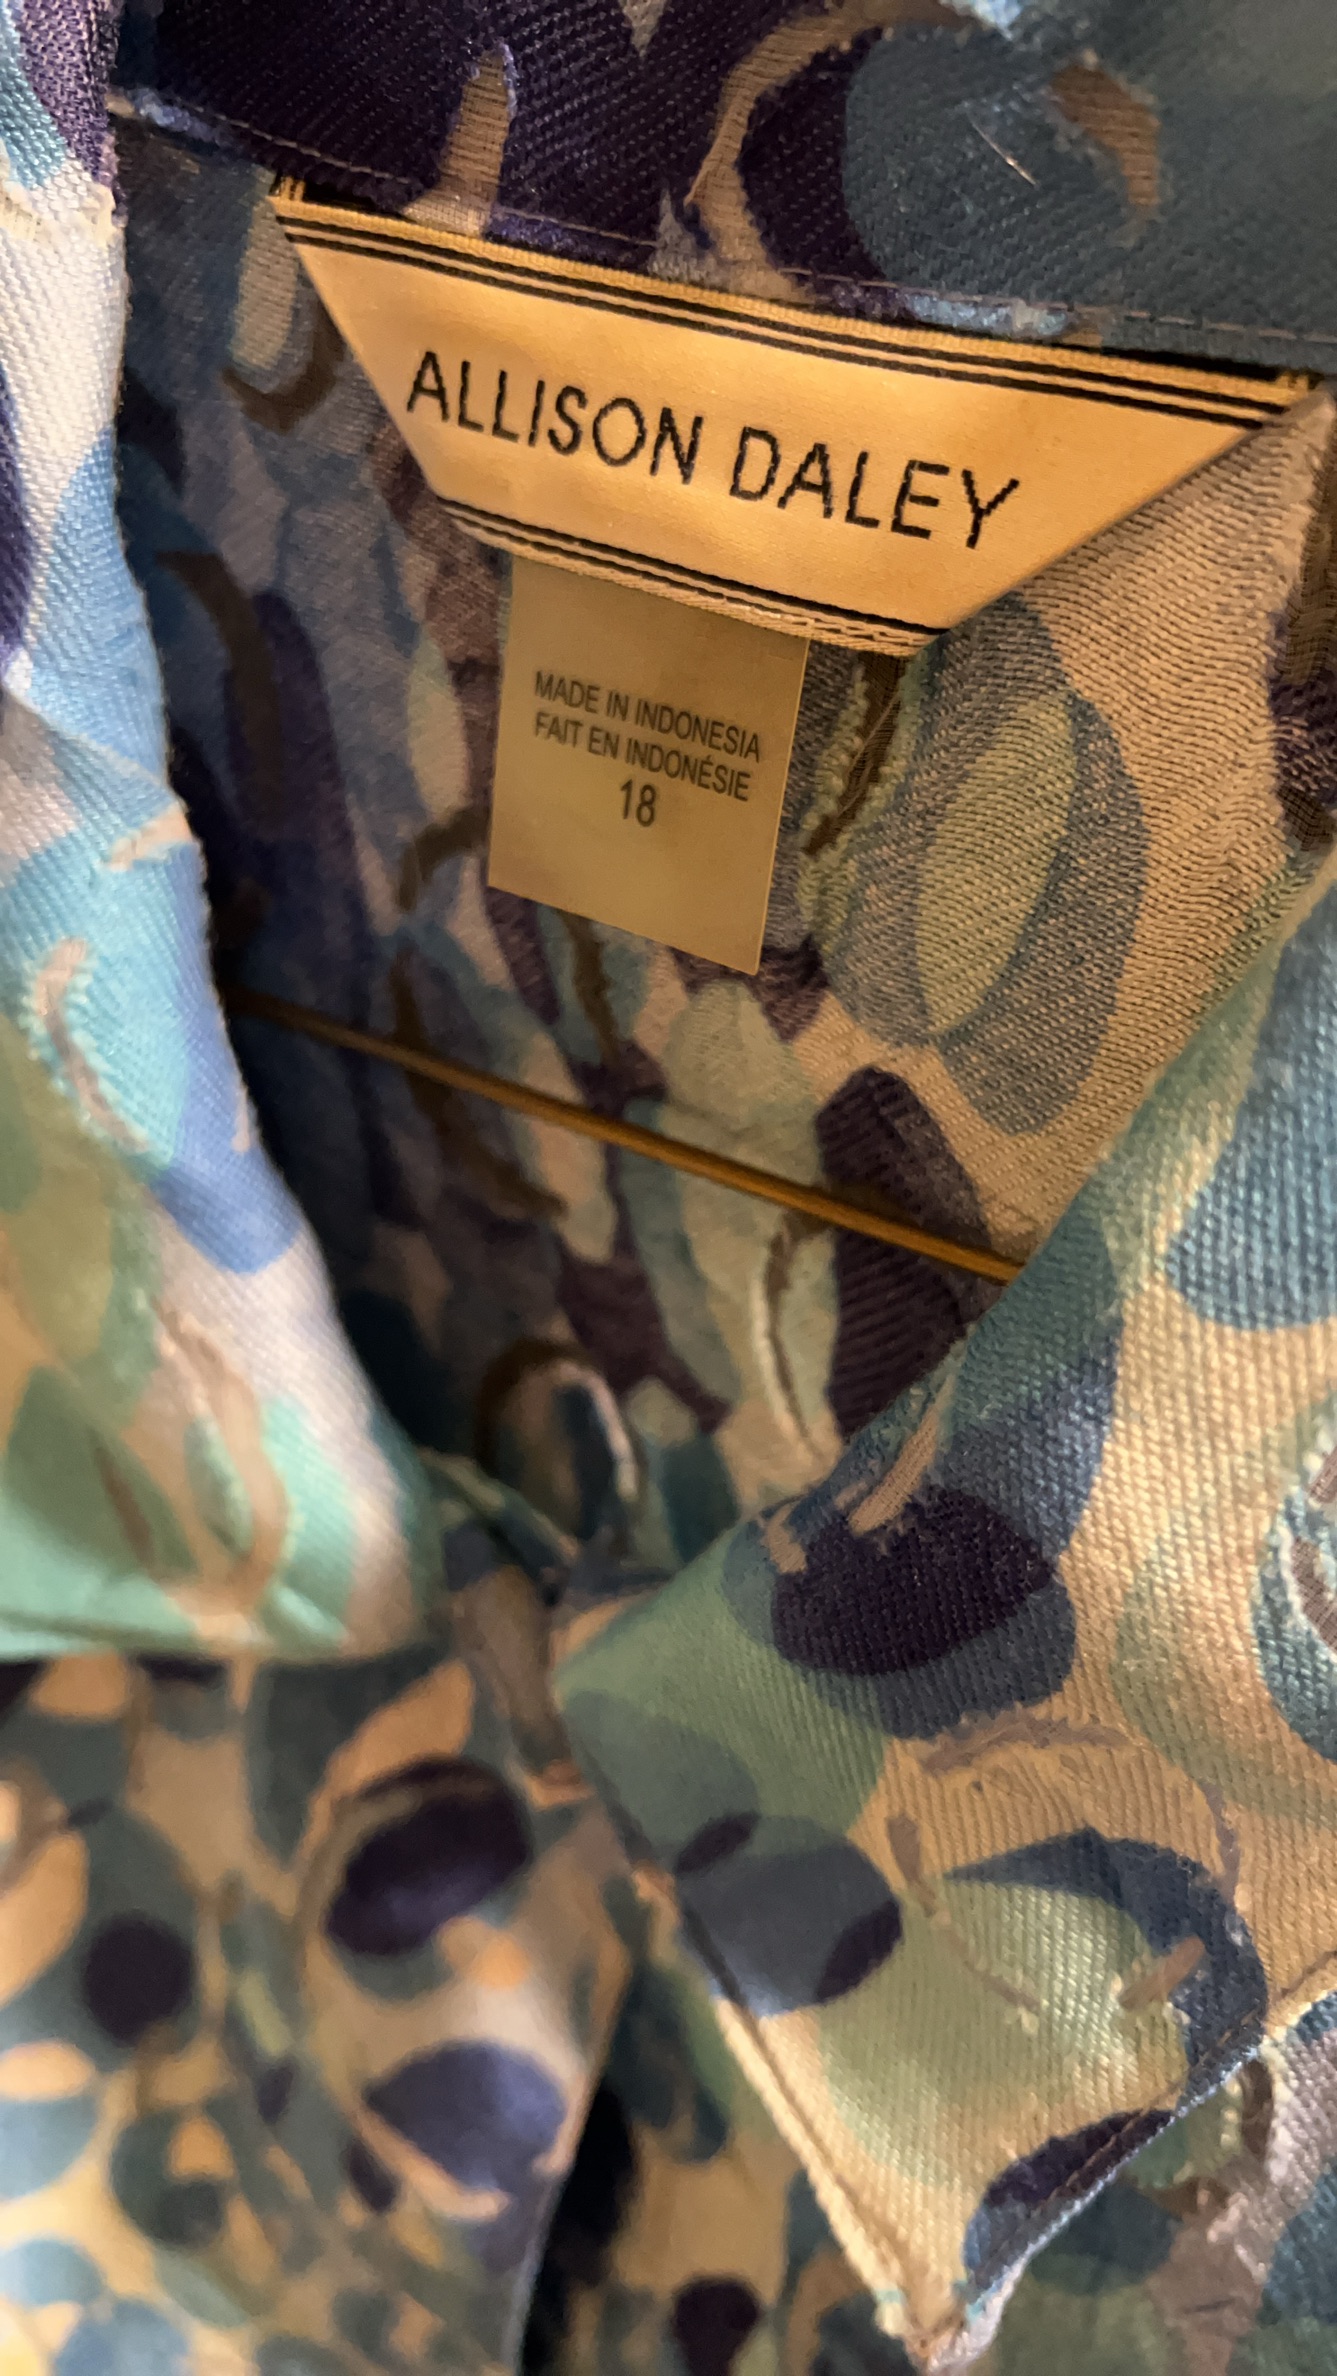 ALLISON DALEY
MADE IN INDONESIA
FAIT EN INDONÉSIE
18